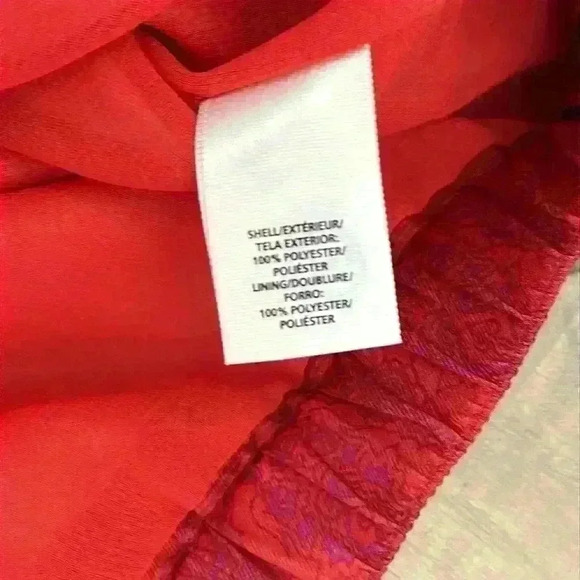 SHELL/EXTÉRIEUR/
TELA EXTERIOR:
100% POLYESTER/
POLIÉSTER
LINING/DOUBLURE/
FORRO:
100% POLYESTER/
POLIÉSTER